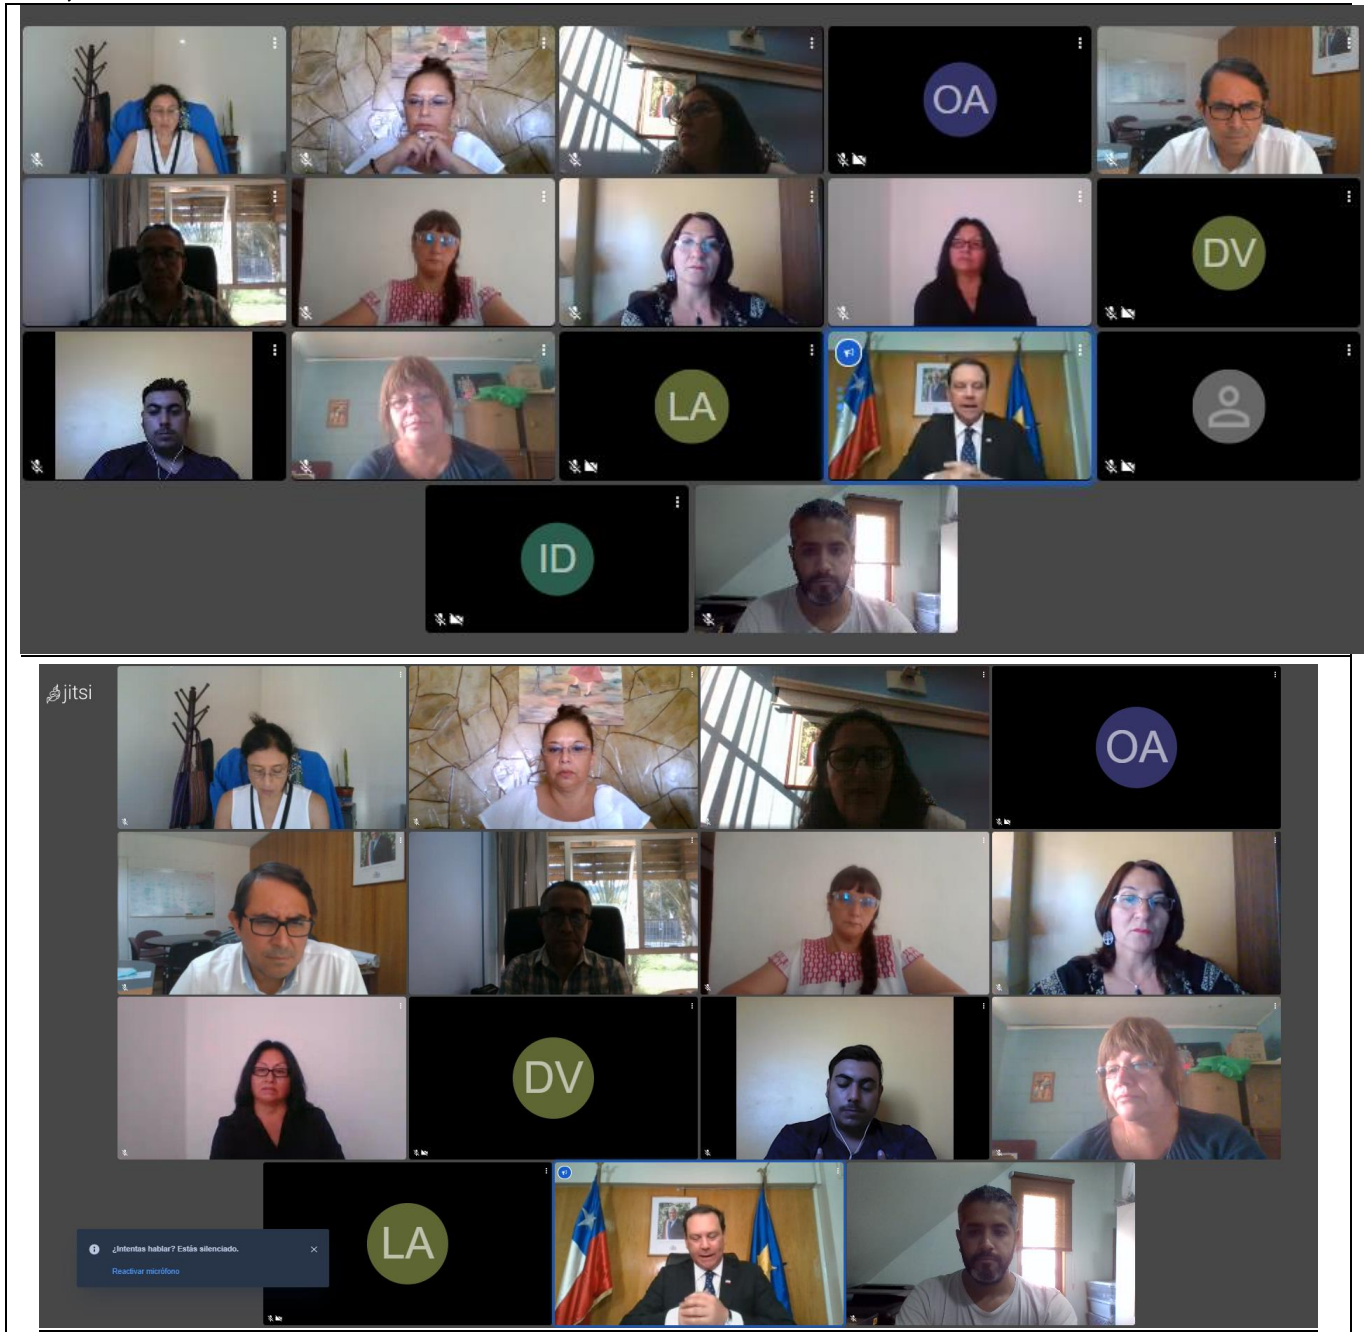 OA
DV
LA
ID
jitsi
OA
DV
LA
¿Intentas hablar? Estás silenciado.
Reactivar micrófono